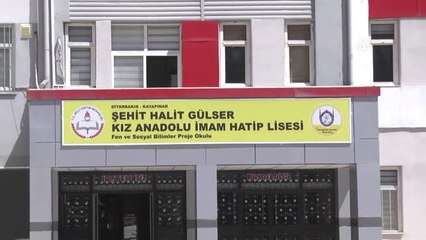 DİYARBAKIR - KAYAPINAR
ŞEHİT HALİT GÜLSER
KIZ ANADOLU İMAM HATİP LİSESİ
Fen ve Sosyal Bilimler Proje Okulu